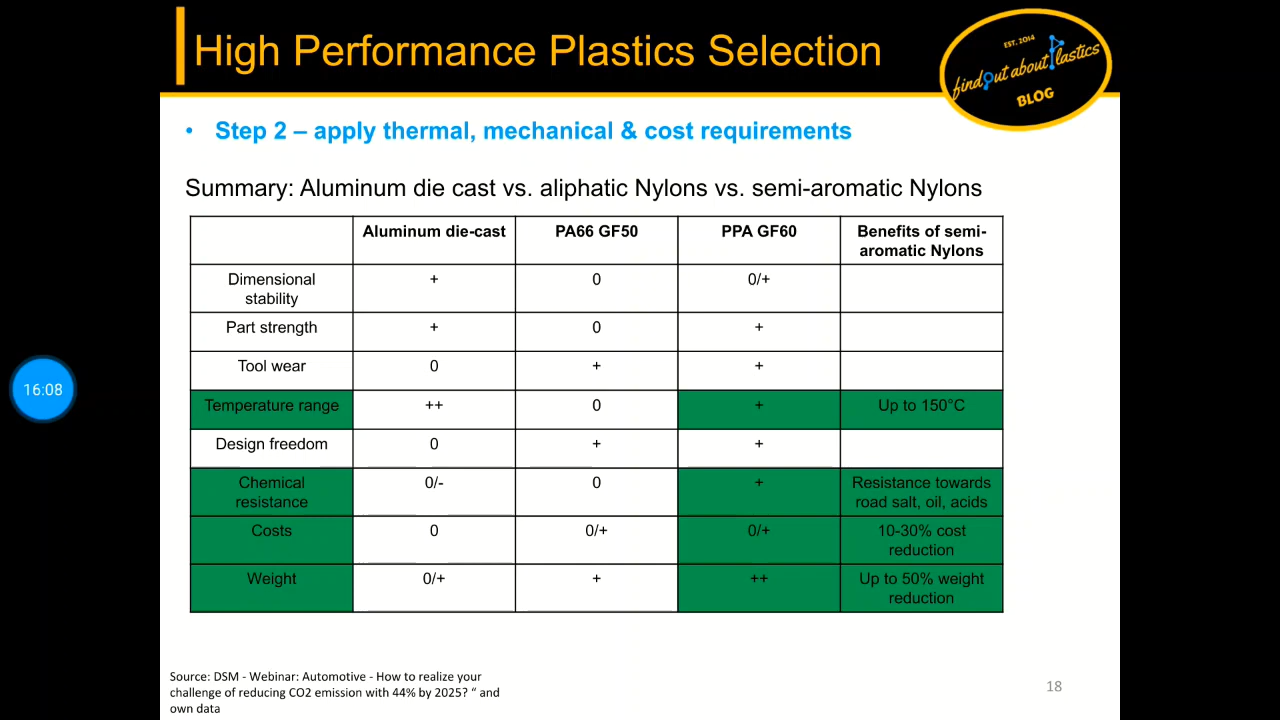 High Performance Plastics Selection
EST. 2014
find out about Plastics
BLOG
• Step 2 – apply thermal, mechanical & cost requirements
Summary: Aluminum die cast vs. aliphatic Nylons vs. semi-aromatic Nylons
Aluminum die-cast PA66 GF50 PPA GF60 Benefits of semi-
aromatic Nylons
Dimensional + 0 0/+
stability
Part strength + 0 +
Tool wear 0 + +
Temperature range ++ 0 + Up to 150°C
Design freedom 0 + +
Chemical 0/- 0 + Resistance towards
resistance road salt, oil, acids
Costs 0 0/+ 0/+ 10-30% cost
reduction
Weight 0/+ + ++ Up to 50% weight
reduction
16:08
Source: DSM - Webinar: Automotive - How to realize your
challenge of reducing CO2 emission with 44% by 2025? “ and
own data
18